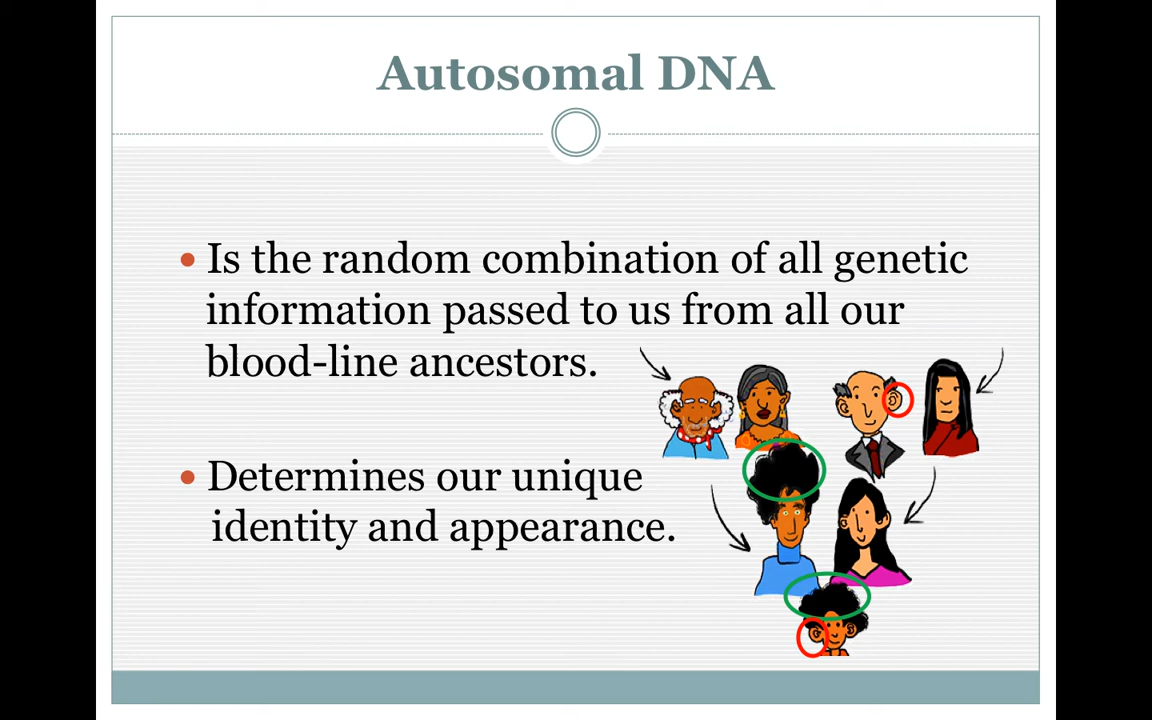 Autosomal DNA
• Is the random combination of all genetic
information passed to us from all our
blood-line ancestors.
• Determines our unique
identity and appearance.